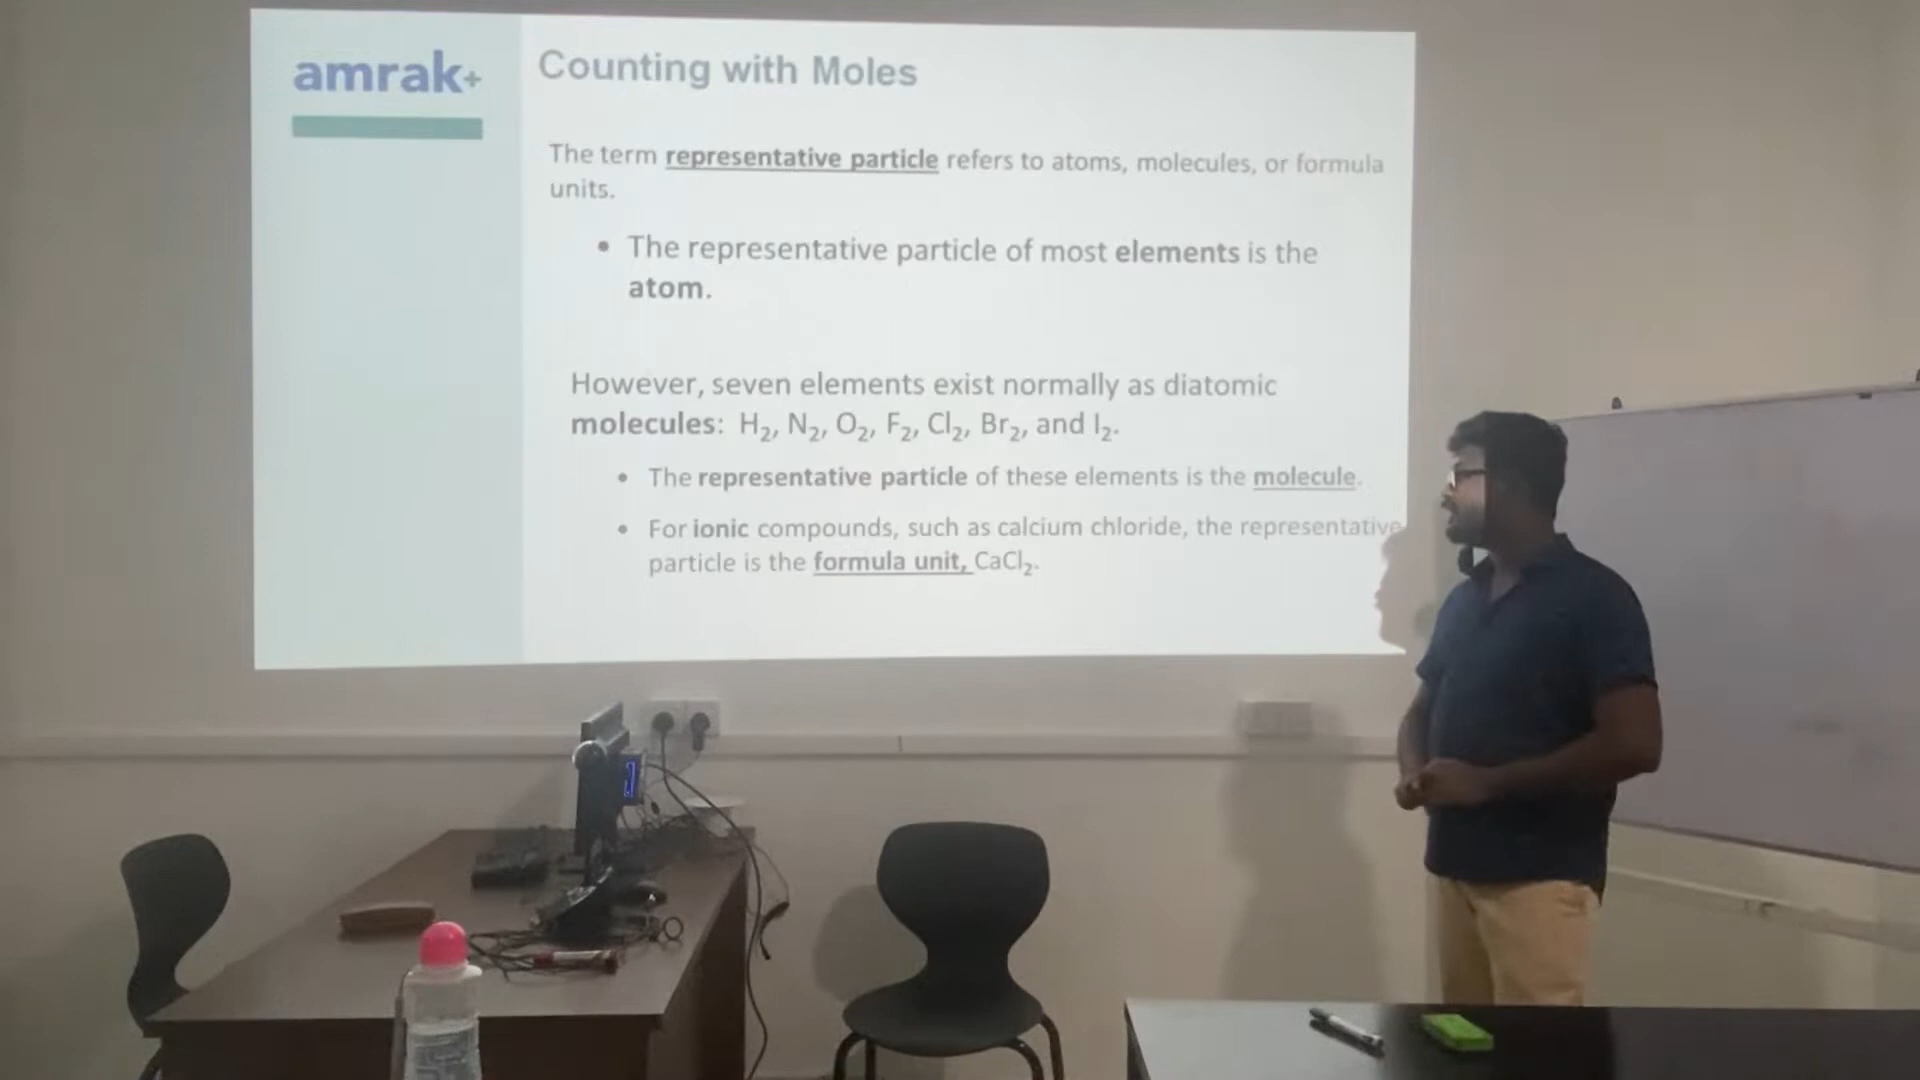 amrak+
Counting with Moles
The term representative particle refers to atoms, molecules, or formula
units.
• The representative particle of most elements is the
atom.
However, seven elements exist normally as diatomic
molecules: H₂, N₂, O₂, F₂, Cl₂, Br₂, and I₂.
• The representative particle of these elements is the molecule.
• For ionic compounds, such as calcium chloride, the representative
particle is the formula unit, CaCl₂.